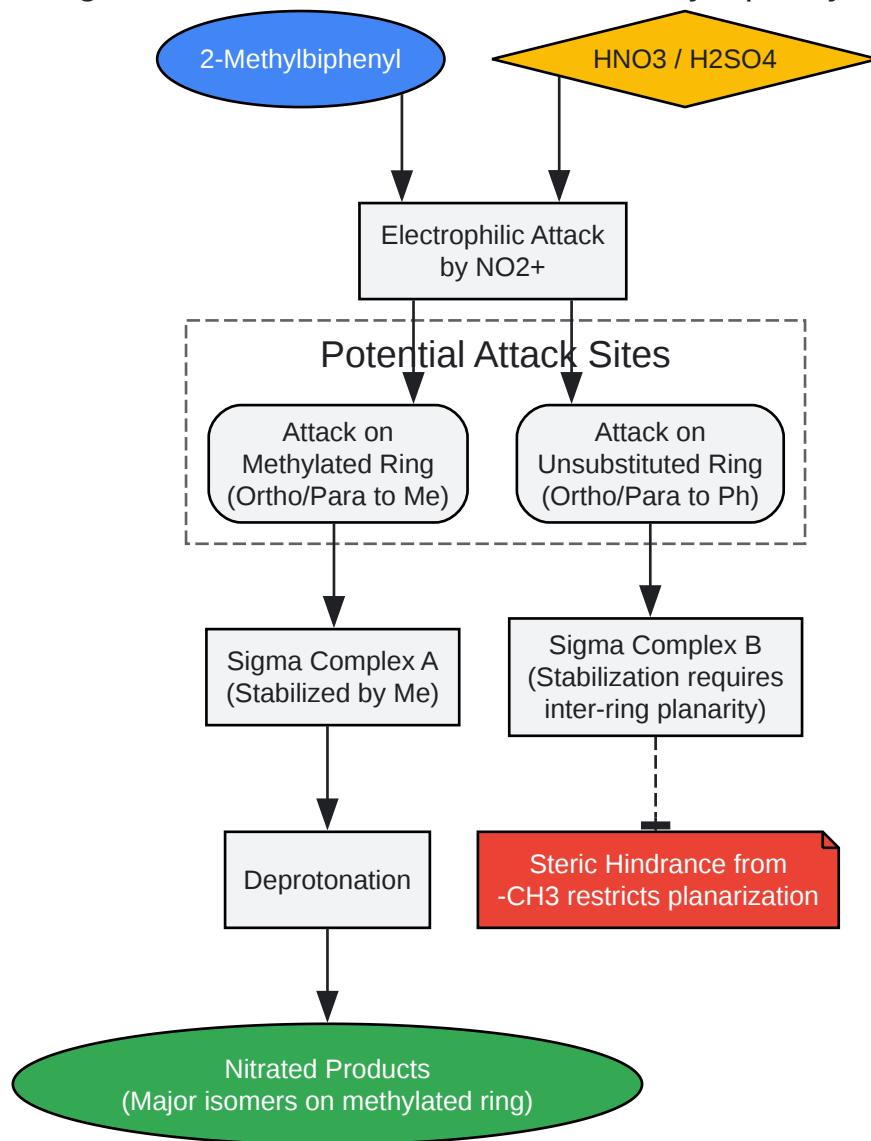 2-Methylbiphenyl
HNO3 / H2SO4
Electrophilic Attack
by NO2+
Potential Attack Sites
Attack on
Methylated Ring
(Ortho/Para to Me)
Attack on
Unsubstituted Ring
(Ortho/Para to Ph)
Sigma Complex A
(Stabilized by Me)
Sigma Complex B
(Stabilization requires
inter-ring planarity)
Deprotonation
Steric Hindrance from
-CH3 restricts planarization
Nitrated Products
(Major isomers on methylated ring)